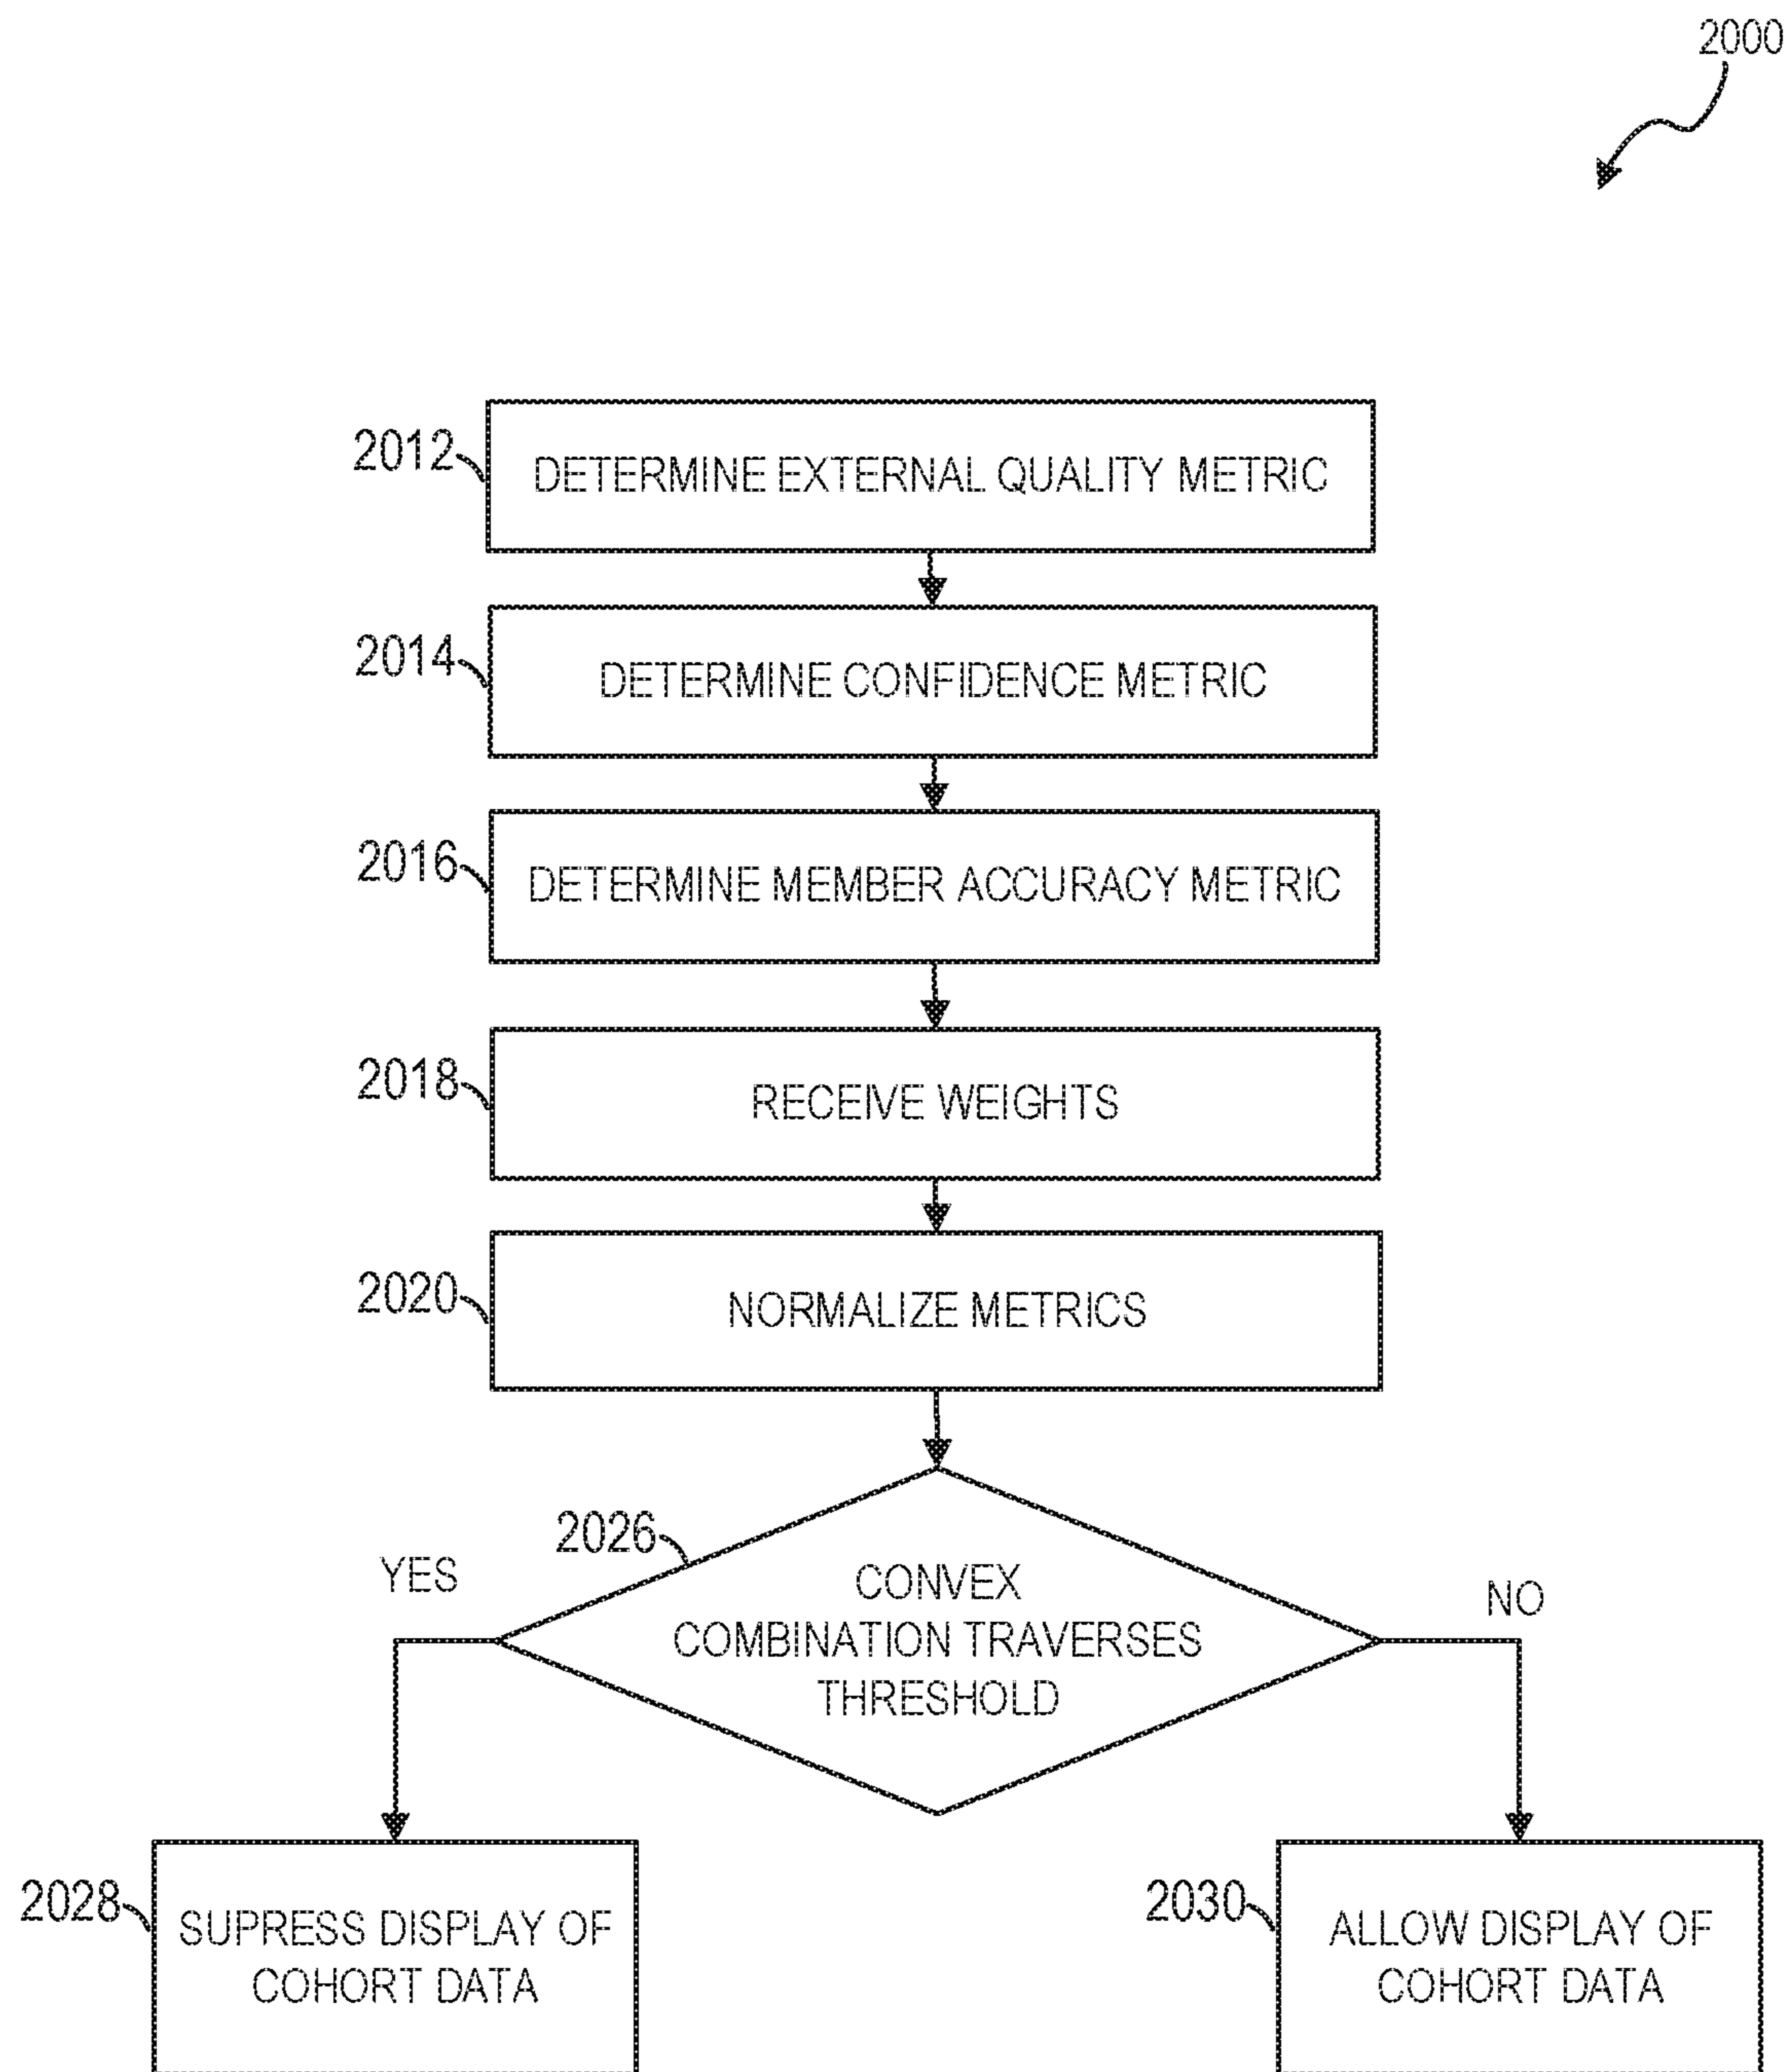 2000
2012
DETERMINE EXTERNAL QUALITY METRIC
2014
DETERMINE CONFIDENCE METRIC
2016
DETERMINE MEMBER ACCURACY METRIC
2018
RECEIVE WEIGHTS
2020
NORMALIZE METRICS
2026
YES
CONVEX
COMBINATION TRAVERSES
THRESHOLD
NO
2028
SUPRESS DISPLAY OF
COHORT DATA
2030
ALLOW DISPLAY OF
COHORT DATA